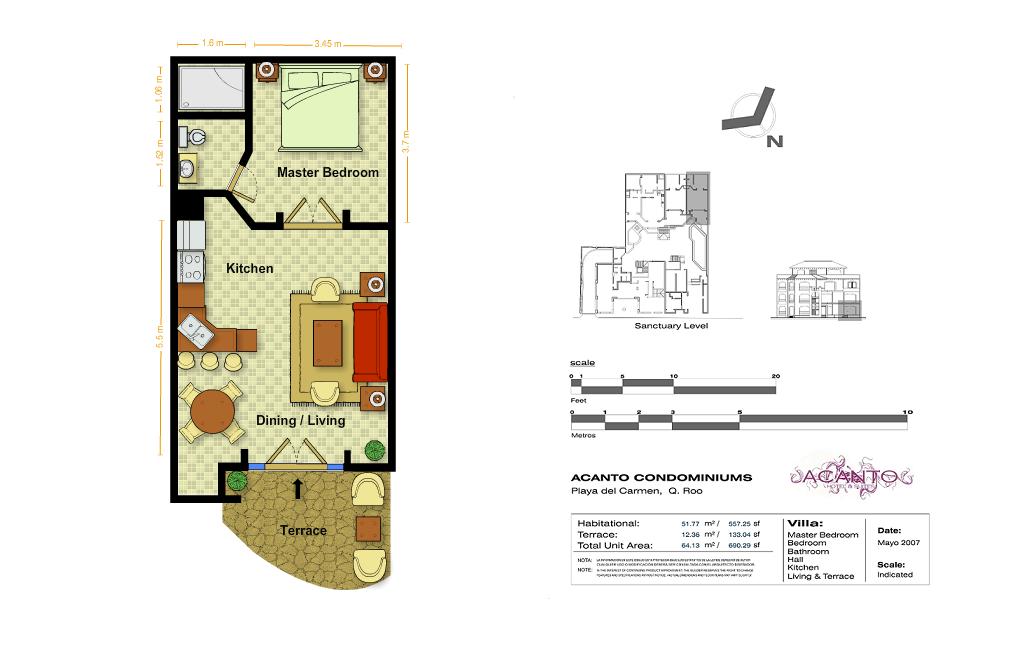 1.6 m
3.45 m
1.06 m
1.62 m
3.7 m
5.5 m
Master Bedroom
Kitchen
Dining / Living
Terrace
N
Sanctuary Level
scale
0 1 5 10 20
Feet
0 1 2 3 5 10
Metros
ACANTO CONDOMINIUMS
Playa del Carmen, Q. Roo
ACANTO
HOTEL & SUITES
Habitational: 51.77 m² / 557.25 sf
Terrace: 12.36 m² / 133.04 sf
Total Unit Area: 64.13 m² / 690.29 sf
NOTA:
NOTE:
Villa:
Master Bedroom
Bedroom
Bathroom
Hall
Kitchen
Living & Terrace
Date:
Mayo 2007
Scale:
Indicated